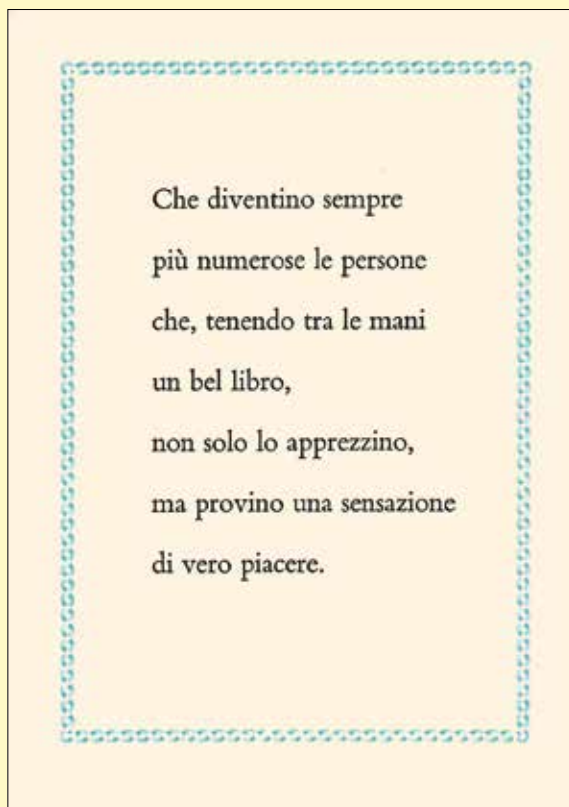 Che diventino sempre
più numerose le persone
che, tenendo tra le mani
un bel libro,
non solo lo apprezzino,
ma provino una sensazione
di vero piacere.